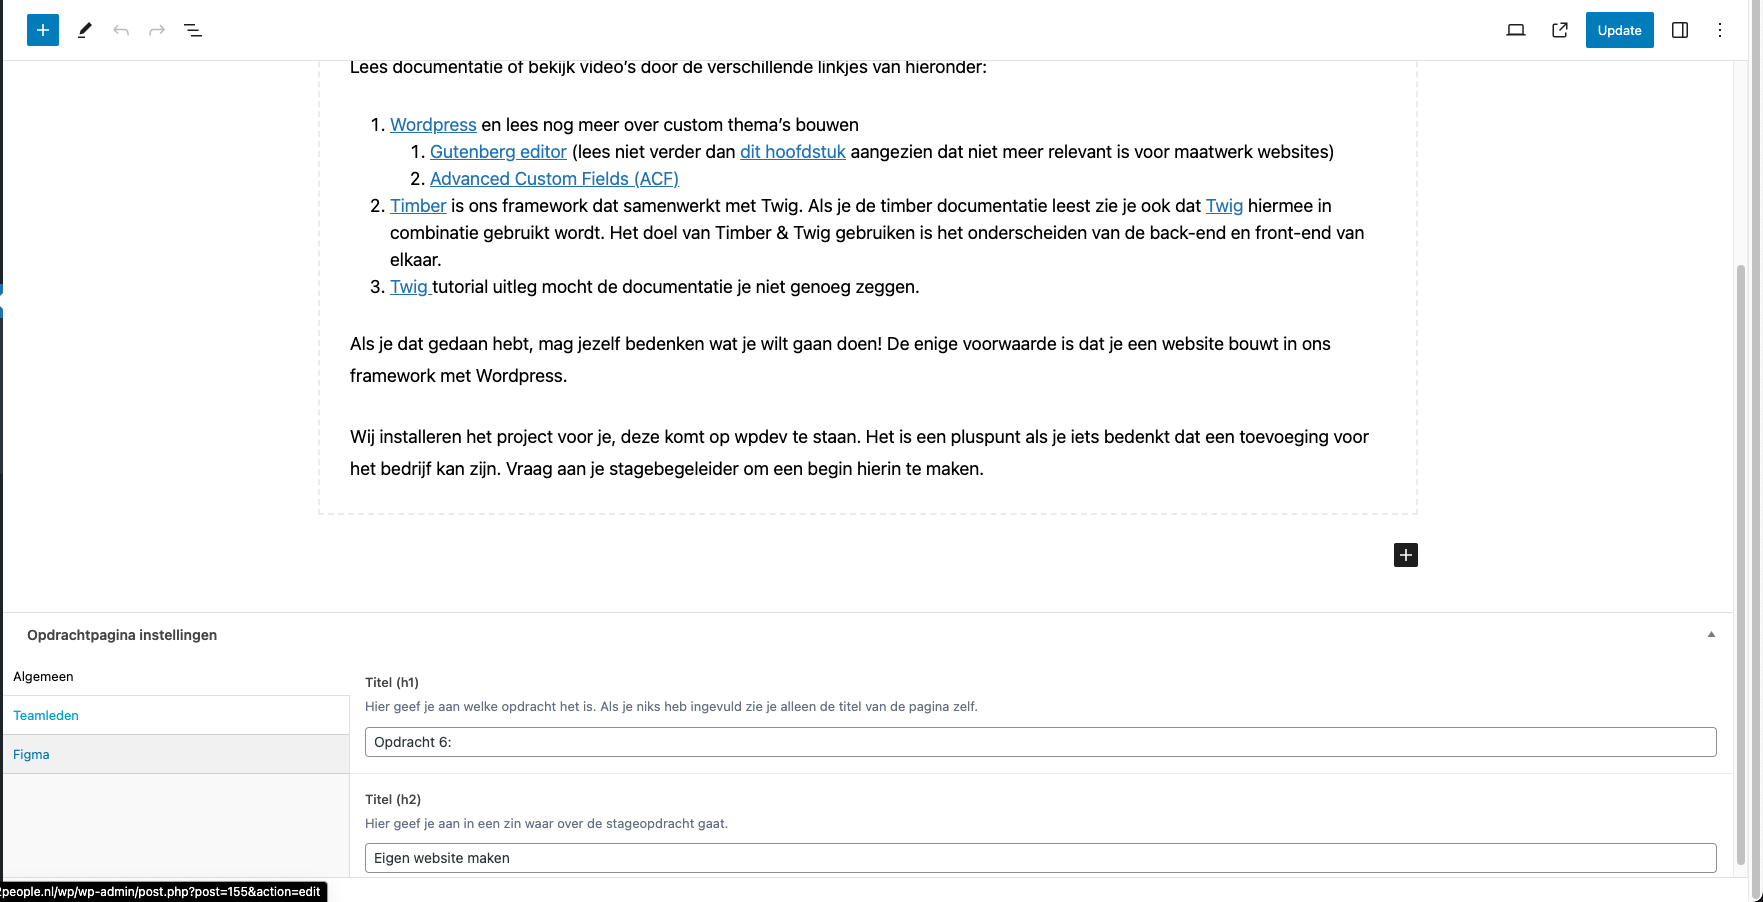 Update
Lees documentatie of bekijk video's door de verschillende linkjes van hieronder:
1. Wordpress en lees nog meer over custom thema's bouwen
1. Gutenberg editor (lees niet verder dan dit hoofdstuk aangezien dat niet meer relevant is voor maatwerk websites)
2. Advanced Custom Fields (ACF)
2. Timber is ons framework dat samenwerkt met Twig. Als je de timber documentatie leest zie je ook dat Twig hiermee in
combinatie gebruikt wordt. Het doel van Timber & Twig gebruiken is het onderscheiden van de back-end en front-end van
elkaar.
3. Twig tutorial uitleg mocht de documentatie je niet genoeg zeggen.
Als je dat gedaan hebt, mag jezelf bedenken wat je wilt gaan doen! De enige voorwaarde is dat je een website bouwt in ons
framework met Wordpress.
Wij installeren het project voor je, deze komt op wpdev te staan. Het is een pluspunt als je iets bedenkt dat een toevoeging voor
het bedrijf kan zijn. Vraag aan je stagebegeleider om een begin hierin te maken.
Opdrachtpagina instellingen
Algemeen
Teamleden
Figma
Titel (h1)
Hier geef je aan welke opdracht het is. Als je niks heb ingevuld zie je alleen de titel van de pagina zelf.
Opdracht 6:
Titel (h2)
Hier geef je aan in een zin waar over de stageopdracht gaat.
Eigen website maken
people.nl/wp/wp-admin/post.php?post=155&action=edit